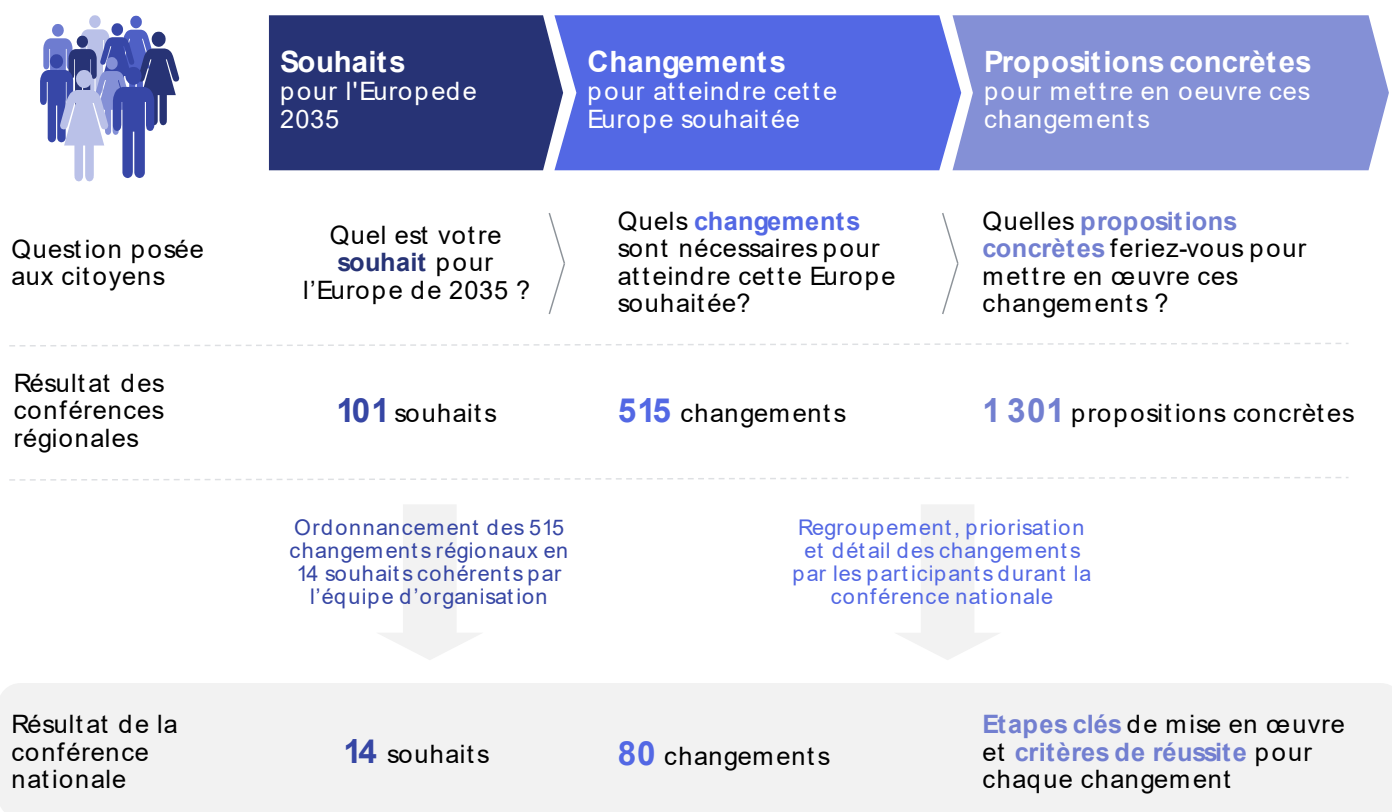 Souhaits
pour l'Europede
2035
Changements
pour atteindre cette
Europe souhaitée
Propositions concrètes
pour mettre en oeuvre ces
changements
Question posée
aux citoyens
Quel est votre
souhait pour
l’Europe de 2035 ?
Quels changements
sont nécessaires pour
atteindre cette Europe
souhaitée?
Quelles propositions
concrètes feriez-vous pour
mettre en œuvre ces
changements ?
Résultat des
conférences
régionales
101 souhaits
515 changements
1 301 propositions concrètes
Ordonnancement des 515
changements régionaux en
14 souhaits cohérents par
l’équipe d’organisation
Regroupement, priorisation
et détail des changements
par les participants durant la
conférence nationale
Résultat de la
conférence
nationale
14 souhaits
80 changements
Etapes clés de mise en œuvre
et critères de réussite pour
chaque changement